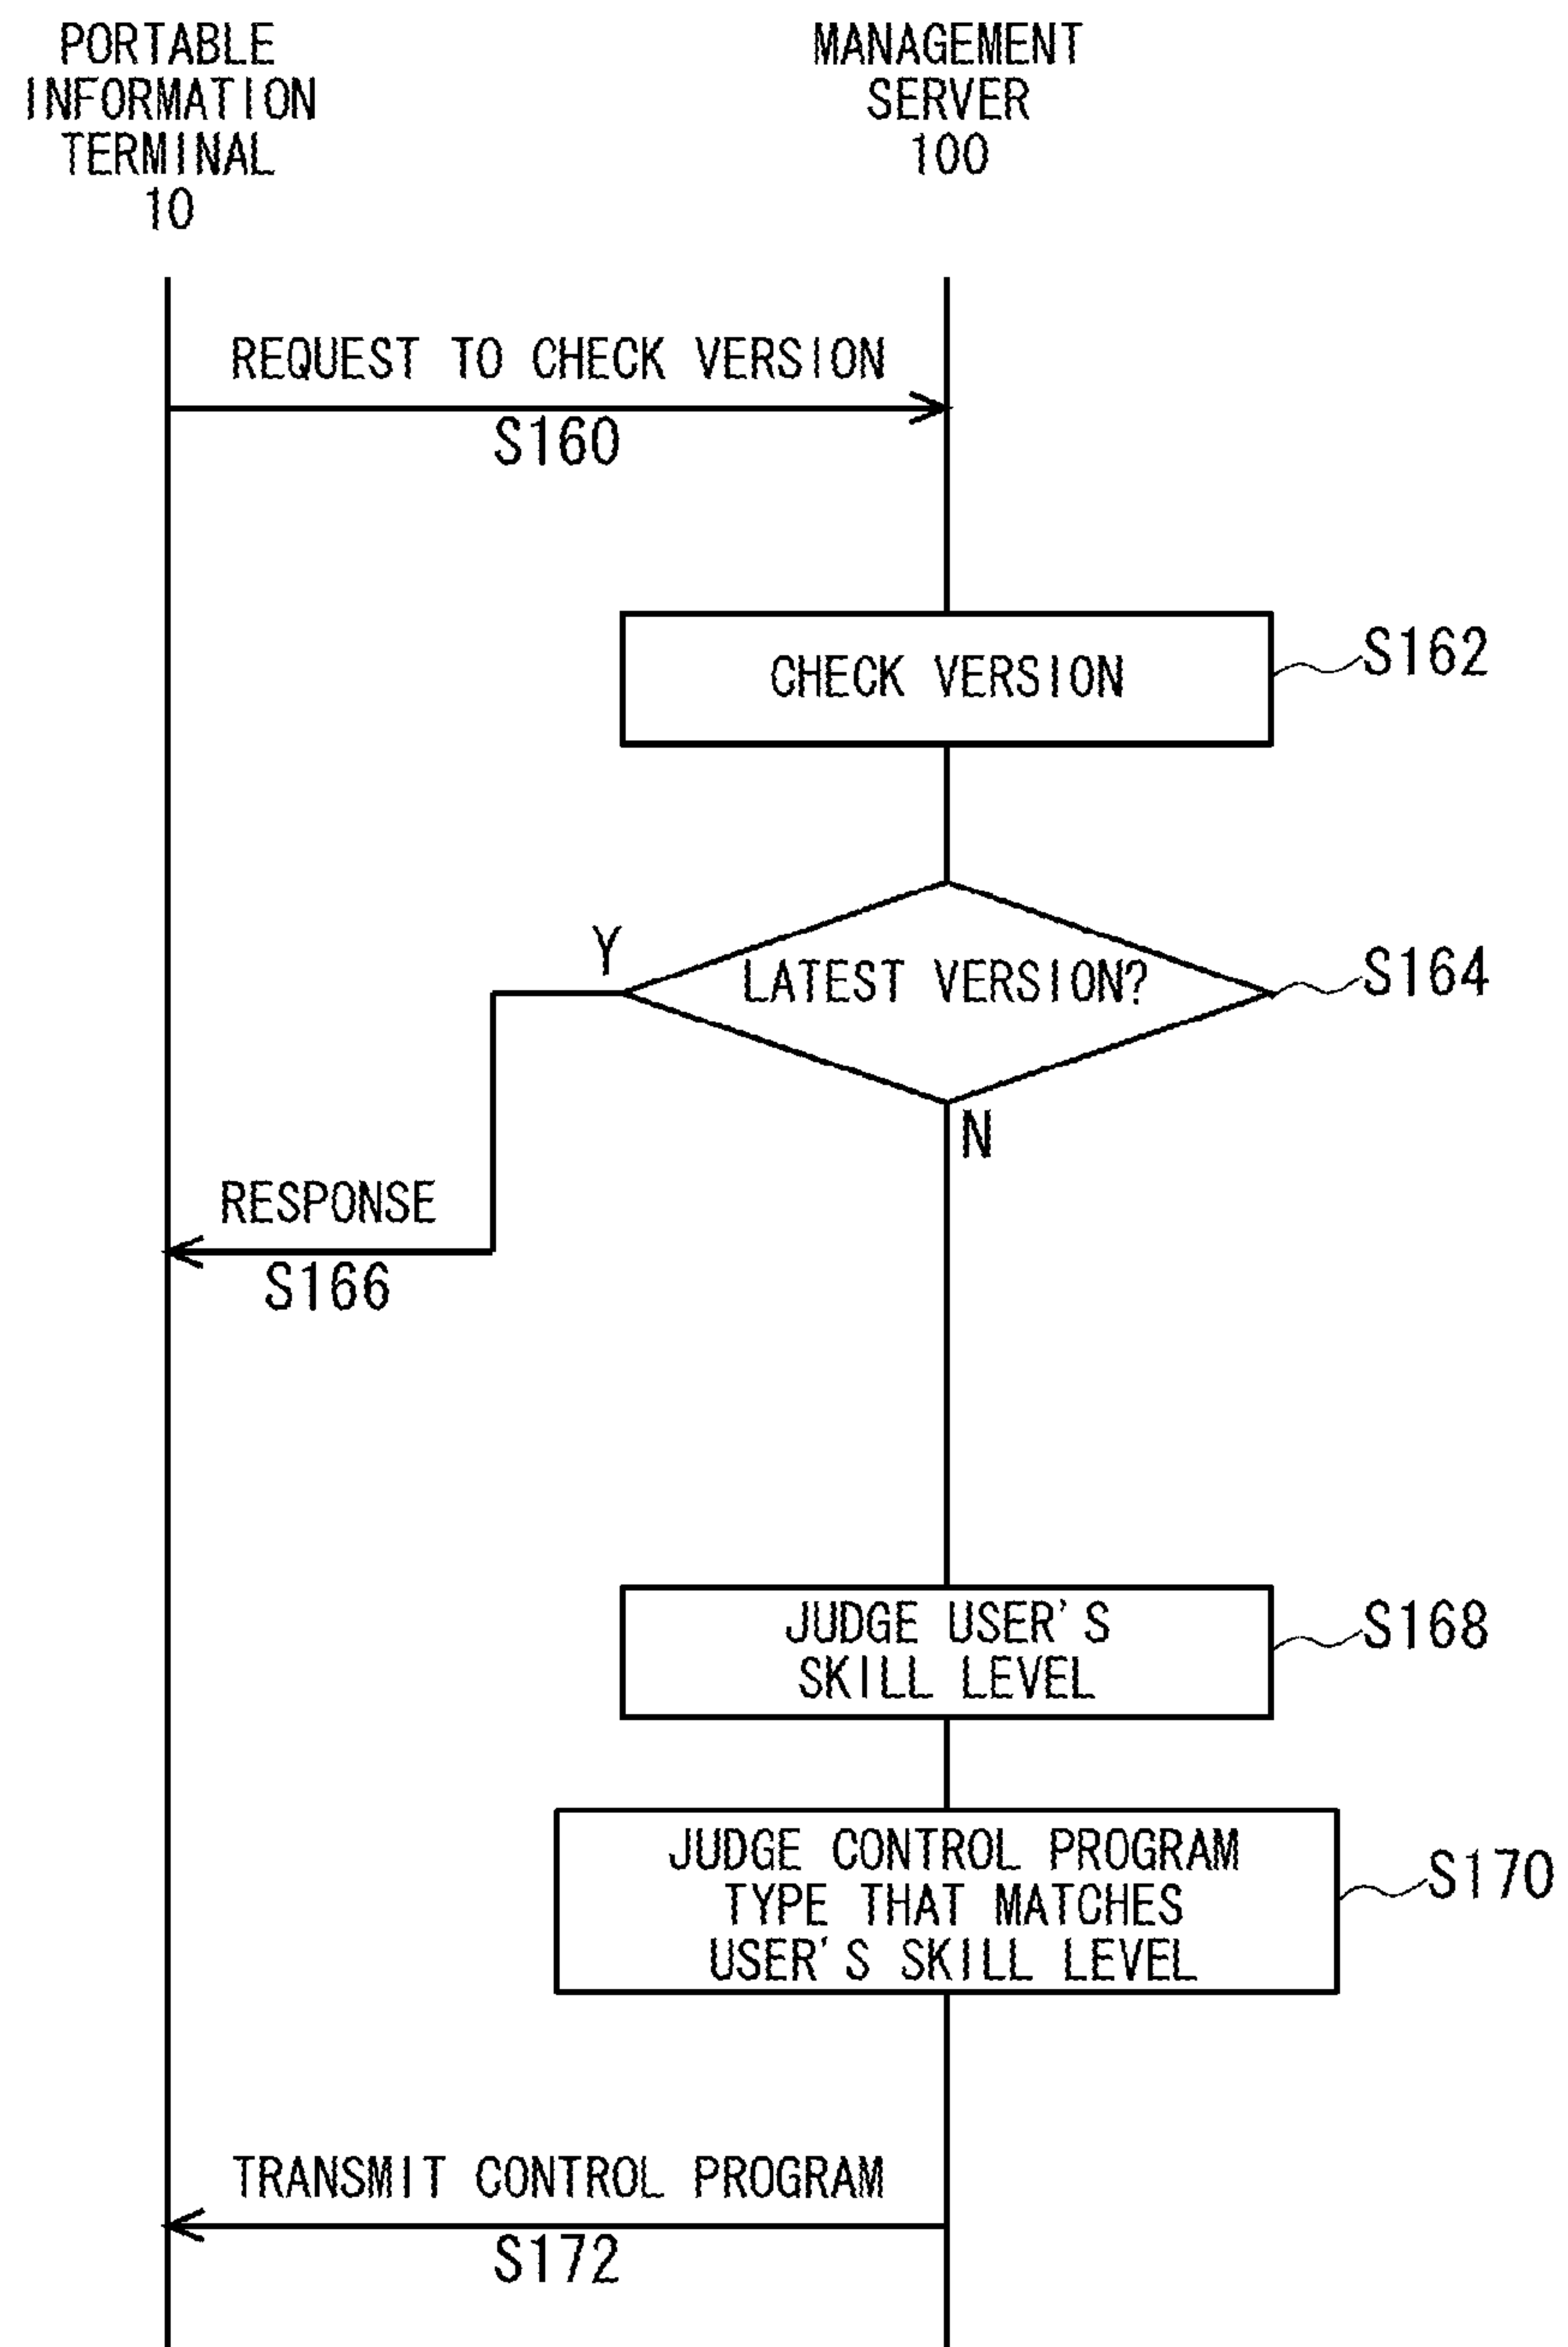 PORTABLE
INFORMATION
TERMINAL
10
MANAGEMENT
SERVER
100
REQUEST TO CHECK VERSION
S160
CHECK VERSION
S162
Y
LATEST VERSION?
S164
N
RESPONSE
S166
JUDGE USER'S
SKILL LEVEL
S168
JUDGE CONTROL PROGRAM
TYPE THAT MATCHES
USER'S SKILL LEVEL
S170
TRANSMIT CONTROL PROGRAM
S172